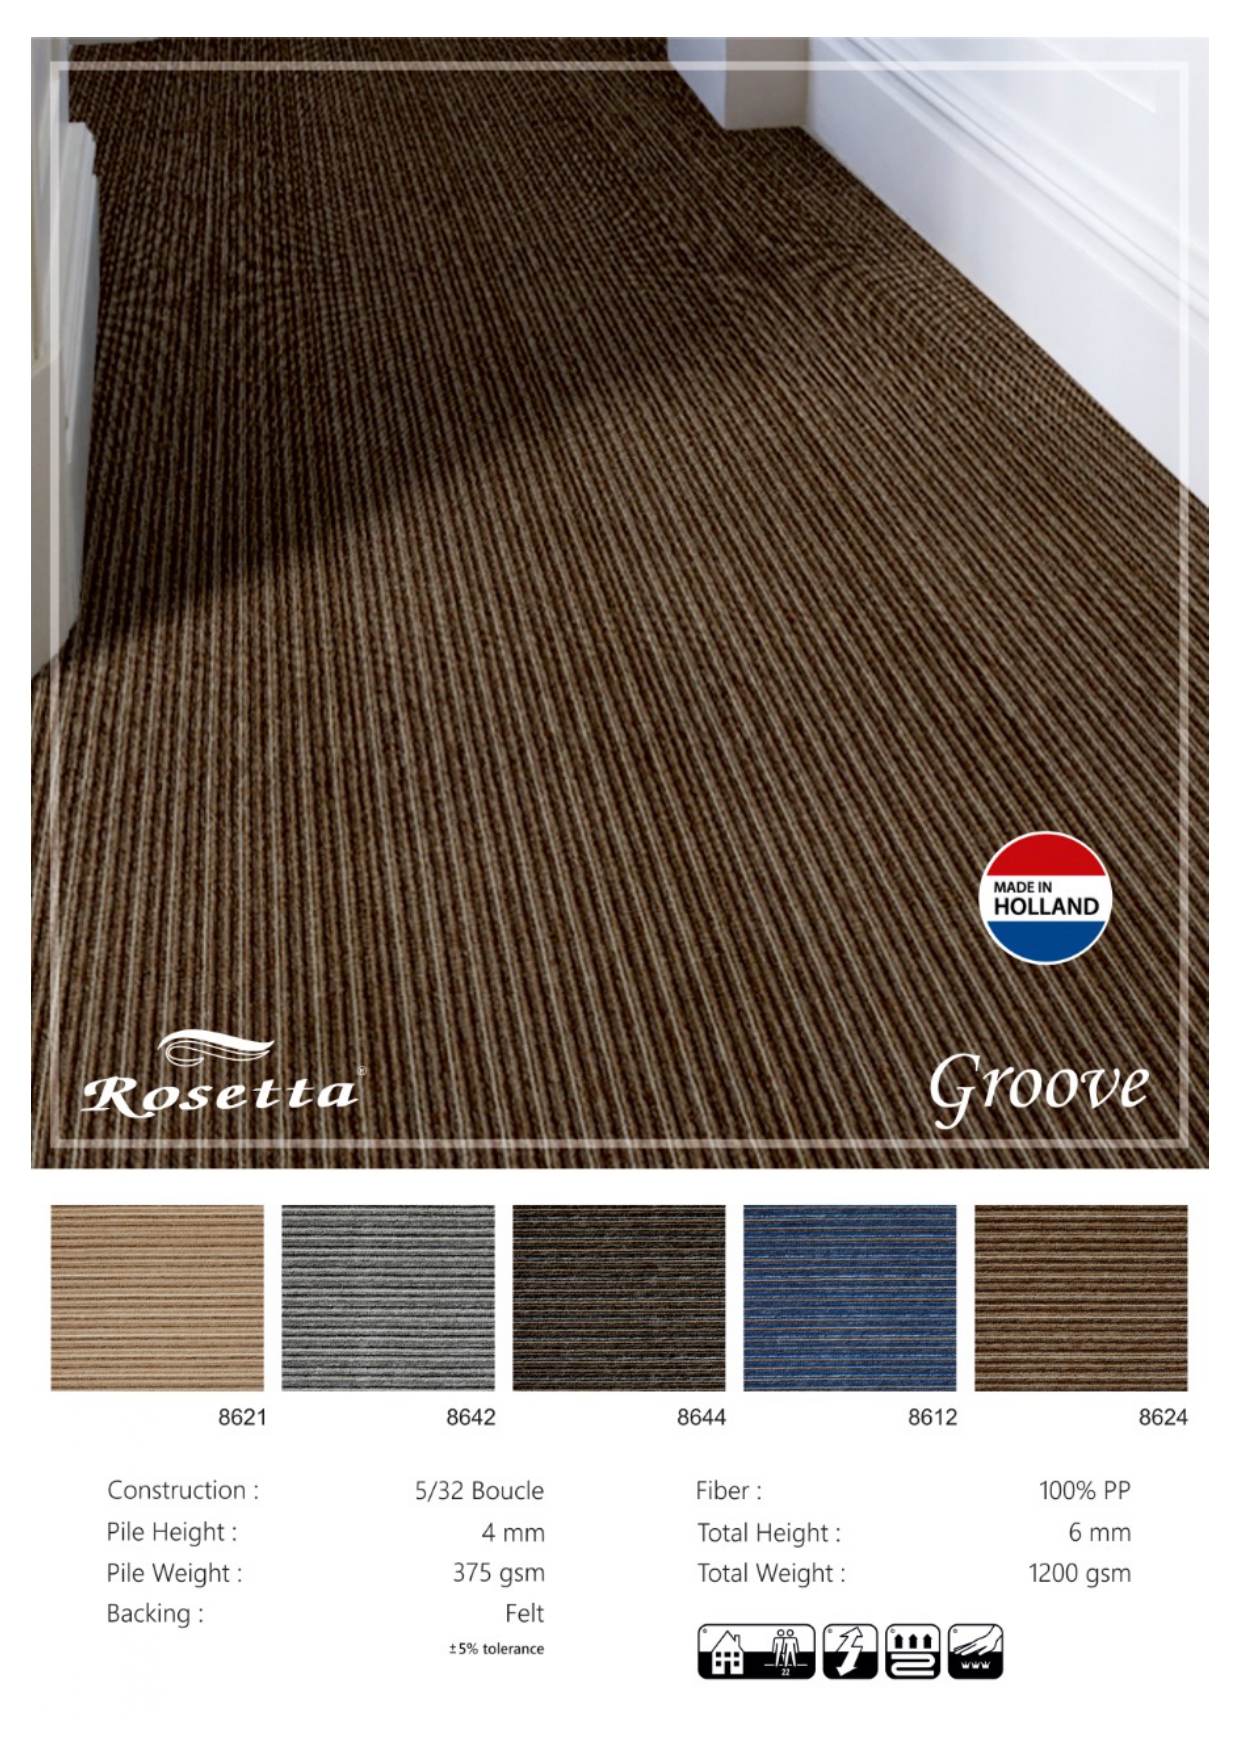 MADE IN
HOLLAND
Rosetta®
Groove
8621
8642
8644
8612
8624
Construction : 5/32 Boucle
Pile Height : 4 mm
Pile Weight : 375 gsm
Backing : Felt
±5% tolerance
Fiber : 100% PP
Total Height : 6 mm
Total Weight : 1200 gsm
22